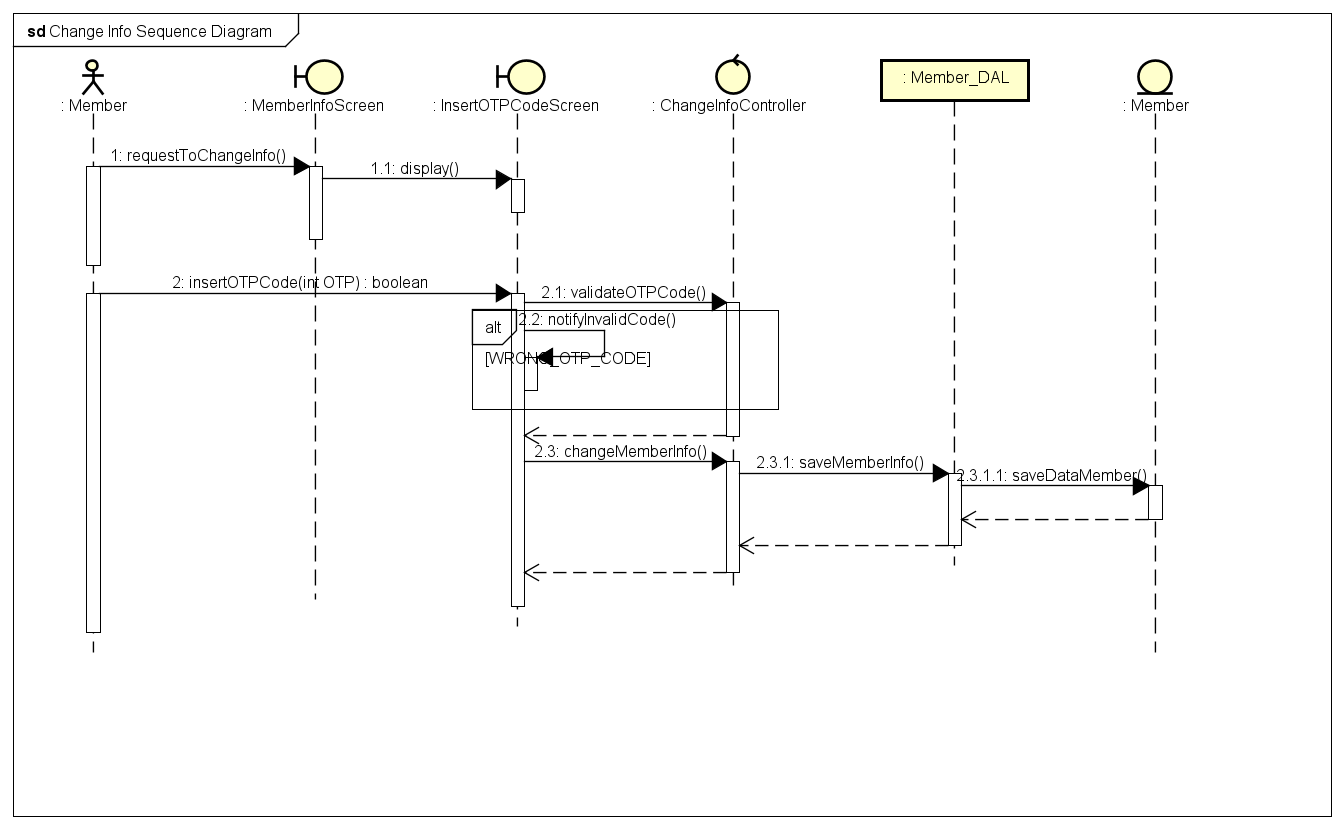 sd Change Info Sequence Diagram
: Member
: MemberInfoScreen
: InsertOTPCodeScreen
: ChangeInfoController
: Member_DAL
: Member
1: requestToChangeInfo()
1.1: display()
2: insertOTPCode(int OTP) : boolean
2.1: validateOTPCode()
alt
2.2: notifyInvalidCode()
[WRONG_OTP_CODE]
2.3: changeMemberInfo()
2.3.1: saveMemberInfo()
2.3.1.1: saveDataMember()